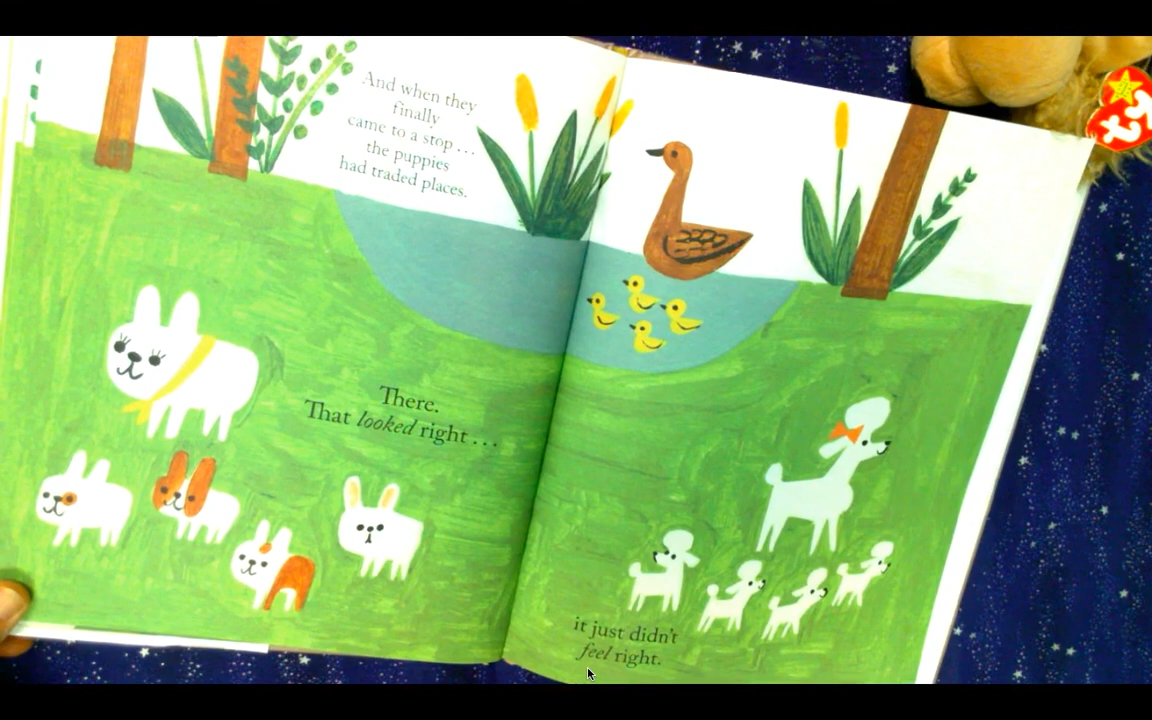 And when they
finally
came to a stop . . .
the puppies
had traded places.
There.
That looked right . . .
it just didn't
feel right.
ty